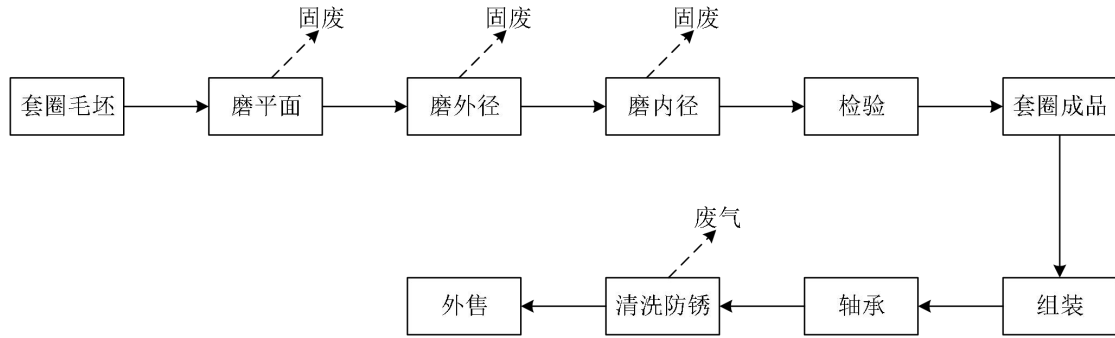 固废
固废
固废
套圈毛坯
磨平面
磨外径
磨内径
检验
套圈成品
废气
外售
清洗防锈
轴承
组装